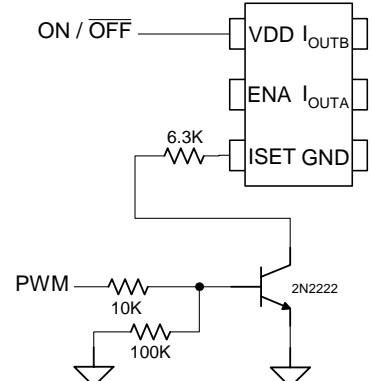 ON / OFF
VDD IOUTB
ENA IOUTA
6.3K
ISET GND
PWM
2N2222
10K
100K